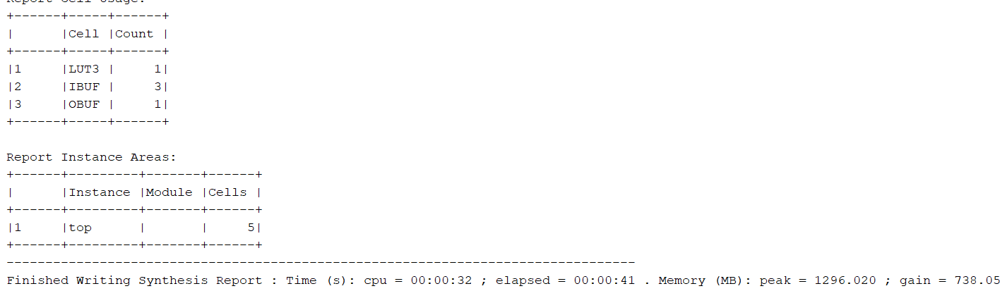 Report Cell Usage:
+------+-----+------+
|      |Cell |Count |
+------+-----+------+
|1     |LUT3 |     1|
|2     |IBUF |     3|
|3     |OBUF |     1|
+------+-----+------+
Report Instance Areas:
+------+---------+-------+------+
|      |Instance |Module |Cells |
+------+---------+-------+------+
|1     |top      |       |     5|
+------+---------+-------+------+
---------------------------------------------------------------------------------
Finished Writing Synthesis Report : Time (s): cpu = 00:00:32 ; elapsed = 00:00:41 . Memory (MB): peak = 1296.020 ; gain = 738.05